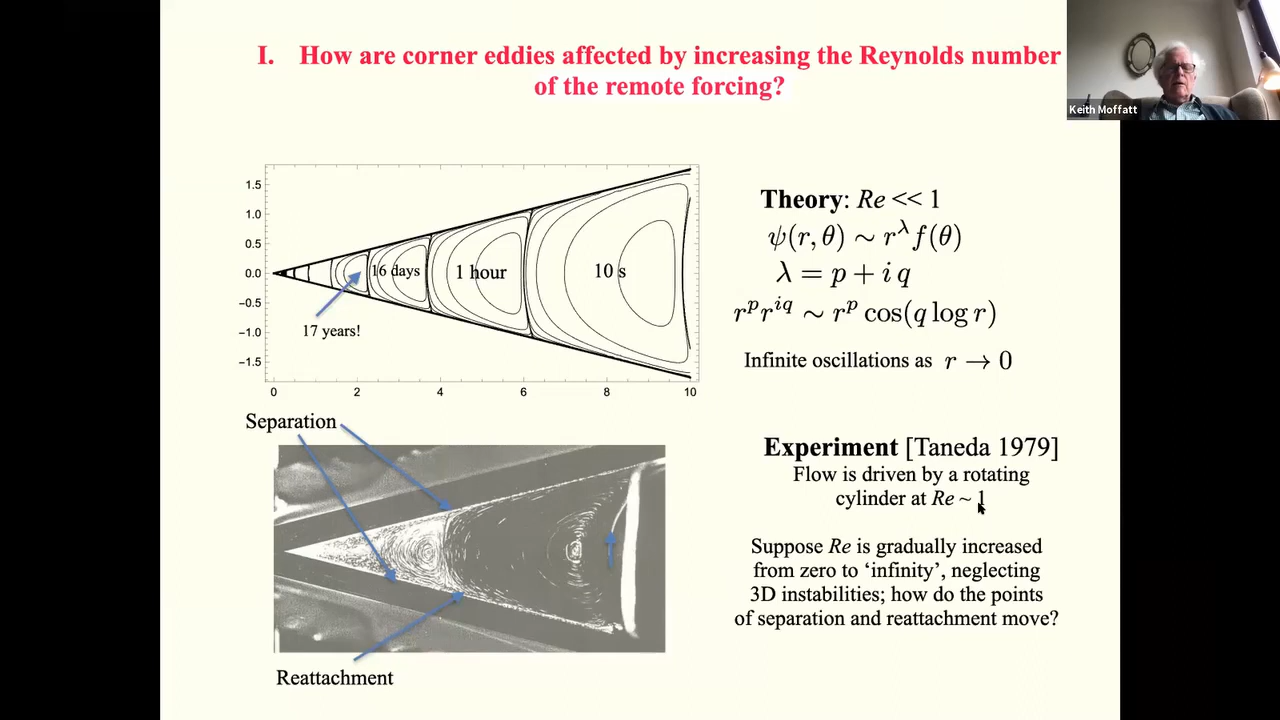 I. How are corner eddies affected by increasing the Reynolds number
of the remote forcing?
Keith Moffatt
1.5
1.0
0.5
0.0
−0.5
−1.0
−1.5
0 2 4 6 8 10
16 days
1 hour
10 s
17 years!
Theory: Re << 1
ψ(r, θ) ∼ r^λ f(θ)
λ = p + i q
r^p r^{iq} ∼ r^p cos(q log r)
Infinite oscillations as r → 0
Separation
Reattachment
Experiment [Taneda 1979]
Flow is driven by a rotating
cylinder at Re ~ 1
Suppose Re is gradually increased
from zero to ‘infinity’, neglecting
3D instabilities; how do the points
of separation and reattachment move?